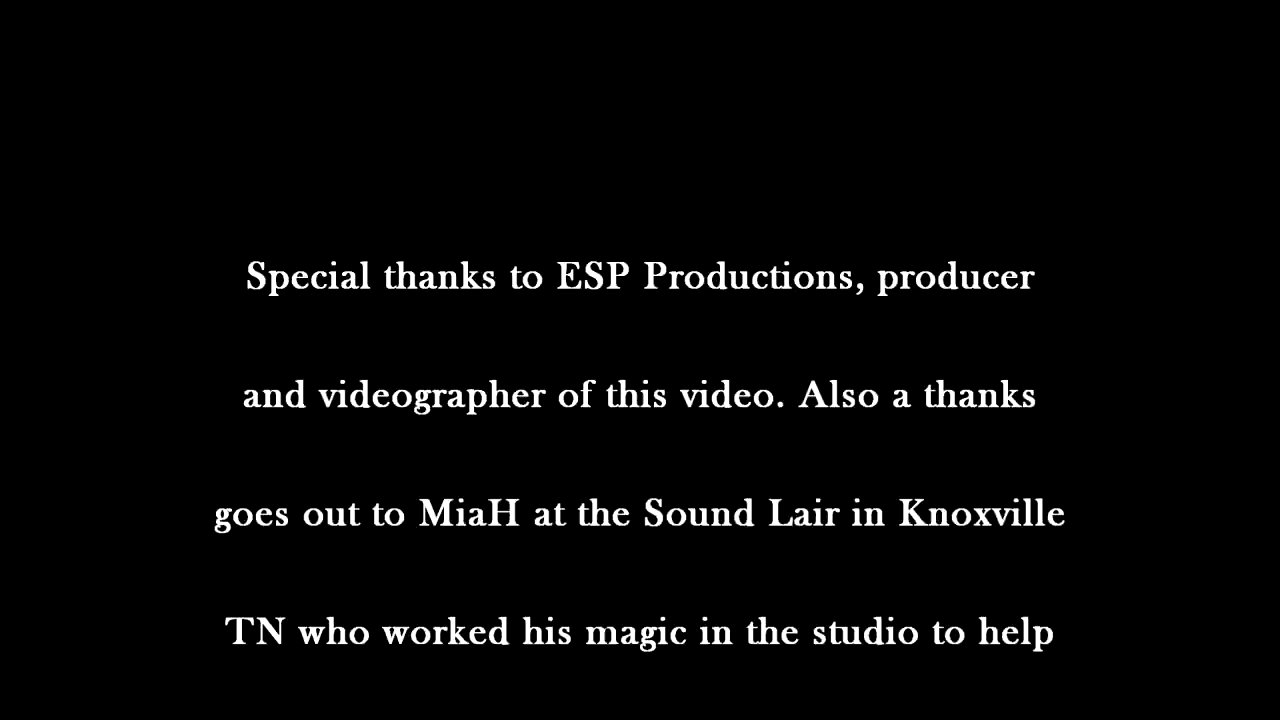 Special thanks to ESP Productions, producer
and videographer of this video. Also a thanks
goes out to MiaH at the Sound Lair in Knoxville
TN who worked his magic in the studio to help